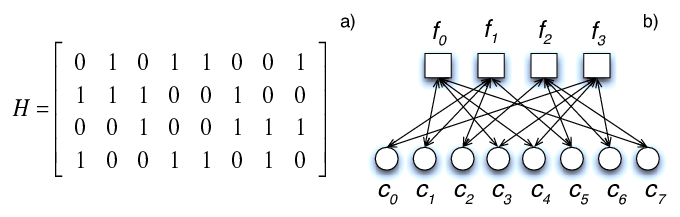 a)
H = [ 0 1 0 1 1 0 0 1
1 1 1 0 0 1 0 0
0 0 1 0 0 1 1 1
1 0 0 1 1 0 1 0 ]
b)
f₀ f₁ f₂ f₃
c₀ c₁ c₂ c₃ c₄ c₅ c₆ c₇